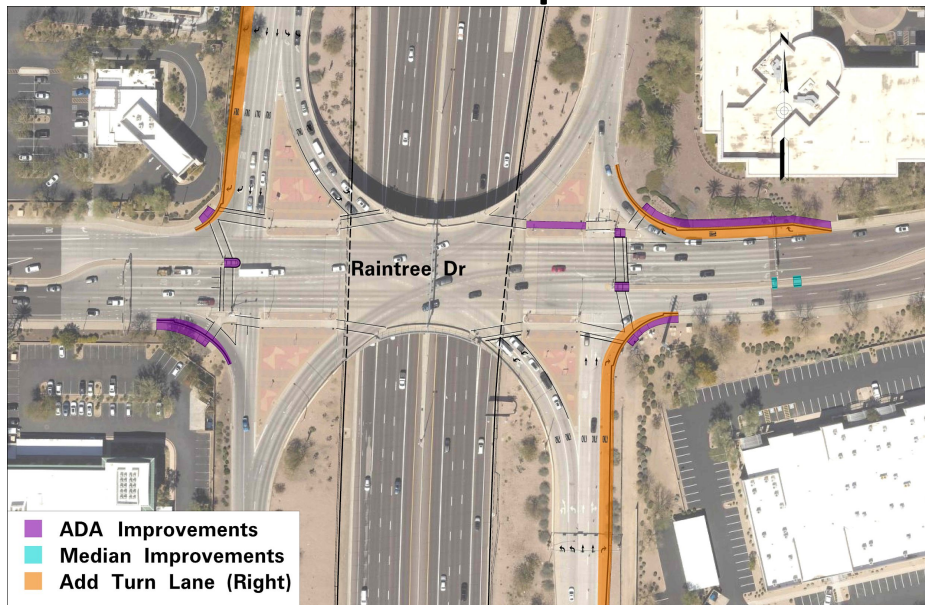 Raintree Dr
ADA Improvements
Median Improvements
Add Turn Lane (Right)